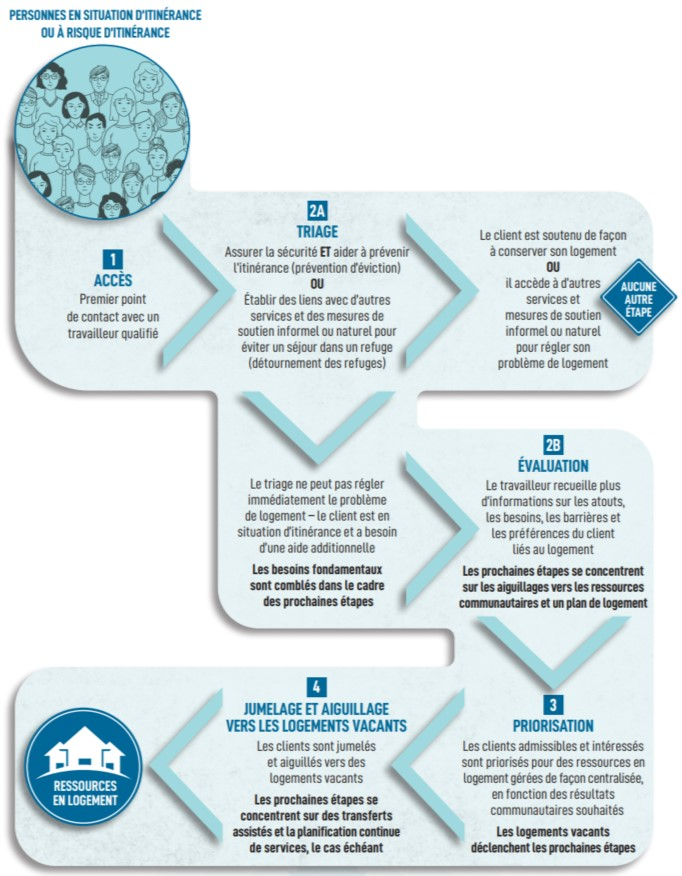 PERSONNES EN SITUATION D'ITINÉRANCE
OU À RISQUE D'ITINÉRANCE
1
ACCÈS
Premier point
de contact avec un
travailleur qualifié
2A
TRIAGE
Assurer la sécurité ET aider à prévenir
l'itinérance (prévention d'éviction)
OU
Établir des liens avec d'autres
services et des mesures de
soutien informel ou naturel pour
éviter un séjour dans un refuge
(détournement des refuges)
Le client est soutenu de façon
à conserver son logement
OU
il accède à d'autres
services et
mesures de soutien
informel ou naturel
pour régler son
problème de logement
AUCUNE
AUTRE
ÉTAPE
Le triage ne peut pas régler
immédiatement le problème
de logement – le client est en
situation d'itinérance et a besoin
d'une aide additionnelle
Les besoins fondamentaux
sont comblés dans le cadre
des prochaines étapes
2B
ÉVALUATION
Le travailleur recueille plus
d'informations sur les atouts,
les besoins, les barrières et
les préférences du client
liés au logement
Les prochaines étapes se concentrent
sur les aiguillages vers les ressources
communautaires et un plan de logement
3
PRIORISATION
Les clients admissibles et intéressés
sont priorisés pour des ressources en
logement gérées de façon centralisée,
en fonction des résultats
communautaires souhaités
Les logements vacants
déclenchent les prochaines étapes
4
JUMELAGE ET AIGUILLAGE
VERS LES LOGEMENTS VACANTS
Les clients sont jumelés
et aiguillés vers des
logements vacants
Les prochaines étapes se
concentrent sur des transferts
assistés et la planification continue
de services, le cas échéant
RESSOURCES
EN LOGEMENT